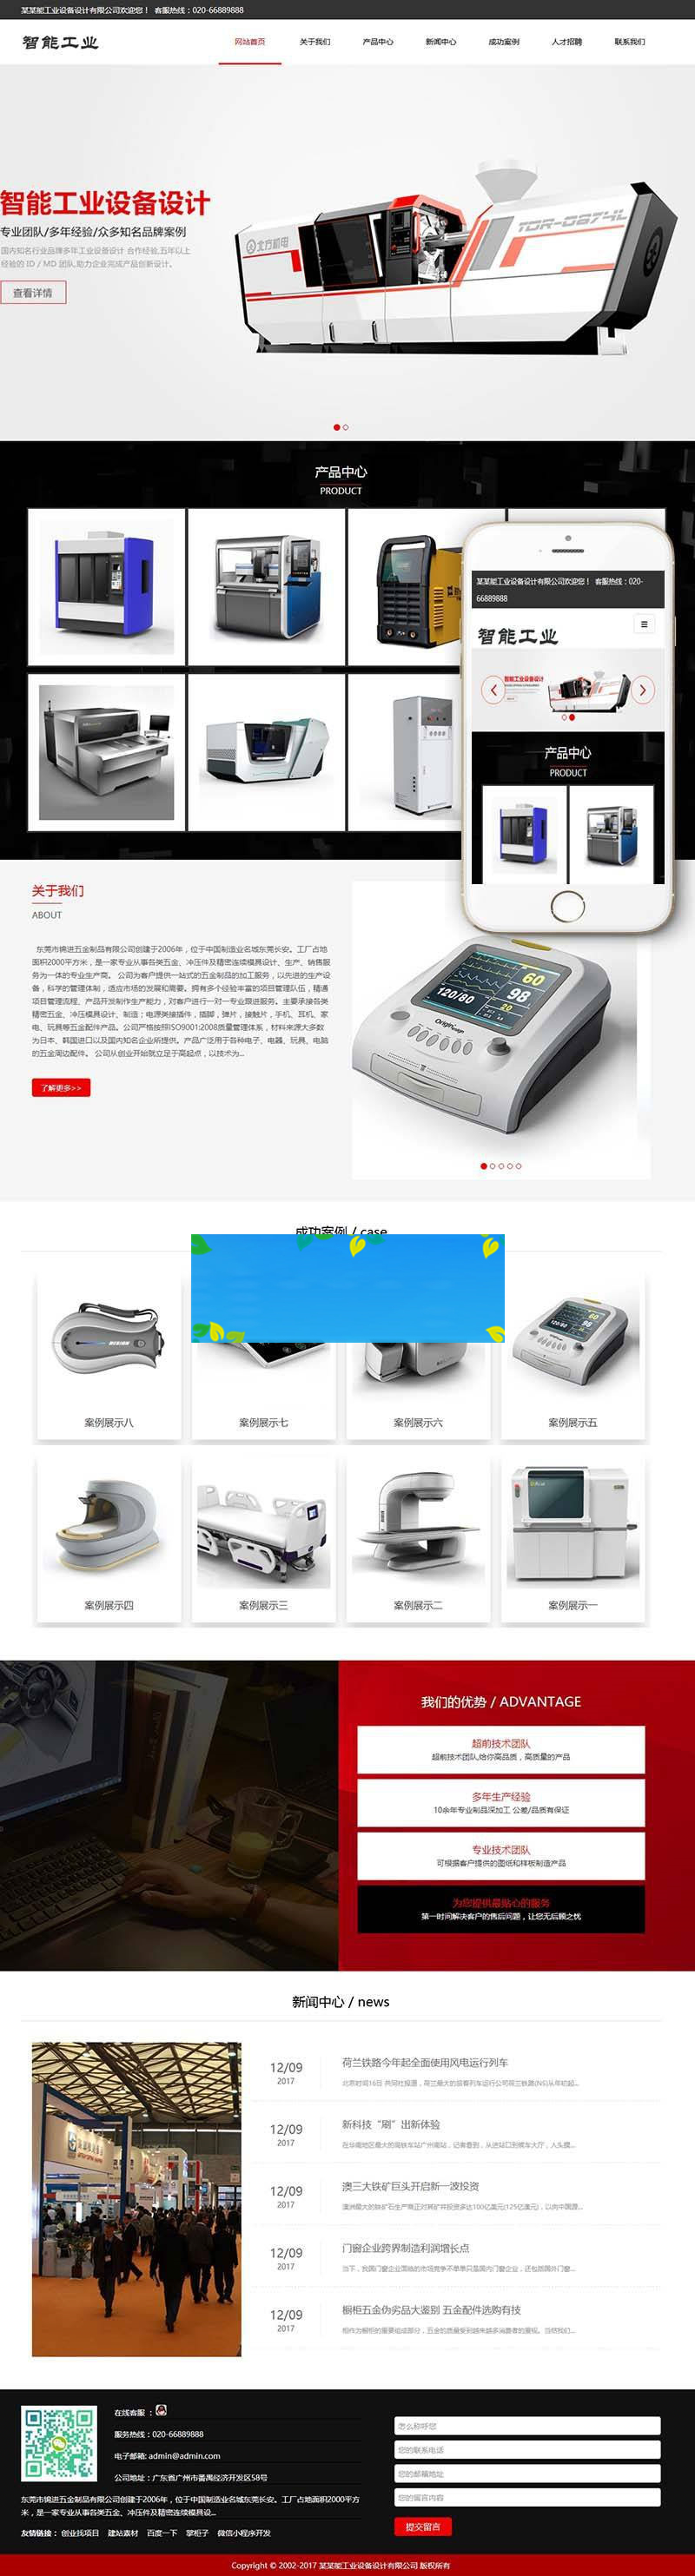 某某能工业设备设计有限公司欢迎您！ 客服热线：020-66889888
智能工业
网站首页
关于我们
产品中心
新闻中心
成功案例
人才招聘
联系我们
智能工业设备设计
专业团队/多年经验/众多知名品牌案例
国内知名行业品牌多年工业设备设计 合作经验,五年以上
经验的 ID / MD 团队,助力企业完成产品创新设计。
查看详情
北方机电
TDR-0874L
产品中心
PRODUCT
某某能工业设备设计有限公司欢迎您！ 客服热线：020-
66889888
智能工业
智能工业设备设计
产品中心
PRODUCT
关于我们
ABOUT
东莞市锦进五金制品有限公司创建于2006年，位于中国制造业名城东莞长安。工厂占地
面积2000平方米，是一家专业从事各类五金、冲压件及精密连续模具设计、生产、销售服
务为一体的专业生产商。 公司为客户提供一站式的五金制品的加工服务，以先进的生产设
备，科学的管理体制，适应市场的发展和需要。拥有多个经验丰富的项目管理队伍，精通
项目管理流程、产品开发制作生产能力，对客户进行一对一专业跟进服务。主要承接各类
精密五金、冲压模具设计、制造；电源类接插件，插脚，弹片，接触片，手机、耳机、家
电、玩具等五金配件产品。公司严格按照ISO9001:2008质量管理体系，材料来源大多数
为日本、韩国进口以及国内知名企业所提供。产品广泛用于各种电子、电器、玩具、电脑
的五金周边配件。 公司从创业开始就立足于高起点，以技术为...
了解更多>>
60
98
120/80
20
成功案例 / case
案例展示八
案例展示七
案例展示六
案例展示五
案例展示四
案例展示三
案例展示二
案例展示一
我们的优势 / ADVANTAGE
超前技术团队
超前技术团队,给你高品质，高质量的产品
多年生产经验
10余年专业制品深加工 公差/品质有保证
专业技术团队
可根据客户提供的图纸和样板制造产品
为您提供最贴心的服务
第一时间解决客户的售后问题，让您无后顾之忧
新闻中心 / news
12/09
2017
荷兰铁路今年起全面使用风电运行列车
北京时间16日 共同社报道，荷兰最大的旅客列车运行公司荷兰铁路(NS)从年初起...
12/09
2017
新科技“刷”出新体验
在华南地区最大的高铁车站广州南站，记者看到，从进站口到候车大厅，人头攒...
12/09
2017
澳三大铁矿巨头开启新一波投资
澳洲最大的铁矿石生产商正对其矿井投资多达100亿美元(125亿澳元)，以向中国源...
12/09
2017
门窗企业跨界制造利润增长点
当下，我国门窗企业面临的市场竞争不单单只是国内门窗企业，还包括国外门窗...
12/09
2017
橱柜五金伪劣品大鉴别 五金配件选购有技
柜作为橱柜的重要组成部分，五金的质量受到越来越多消费者的重视。当然我们...
在线客服 ：
服务热线：020-66889888
电子邮箱: admin@admin.com
公司地址：广东省广州市番禺经济开发区58号
东莞市锦进五金制品有限公司创建于2006年，位于中国制造业名城东莞长安。工厂占地面积2000平方
米，是一家专业从事各类五金、冲压件及精密连续模具设...
友情链接： 创业找项目 建站素材 百度一下 掌柜子 微信小程序开发
怎么称呼您
您的联系电话
您的邮箱地址
您的留言内容
提交留言
Copyright © 2002-2017 某某能工业设备设计有限公司 版权所有